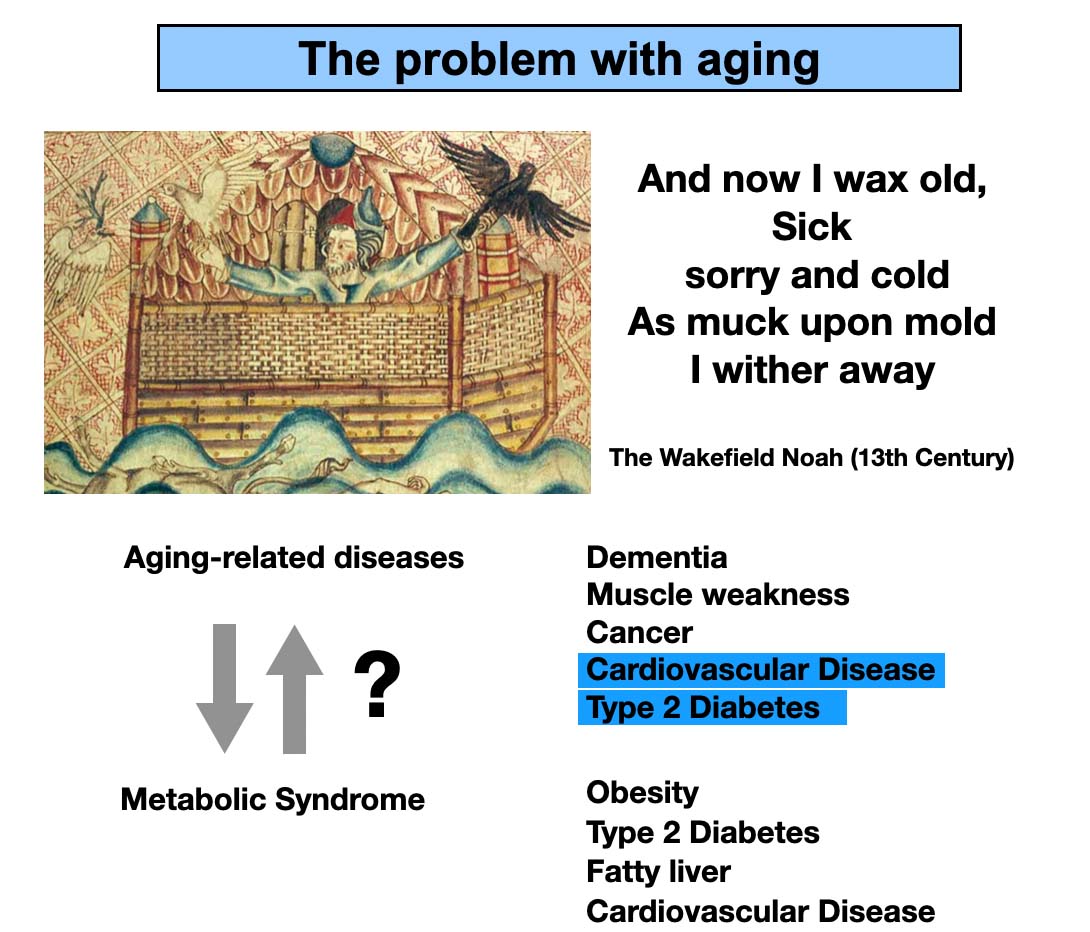 The problem with aging
And now I wax old,
Sick
sorry and cold
As muck upon mold
I wither away
The Wakefield Noah (13th Century)
Aging-related diseases
?
Metabolic Syndrome
Dementia
Muscle weakness
Cancer
Cardiovascular Disease
Type 2 Diabetes
Obesity
Type 2 Diabetes
Fatty liver
Cardiovascular Disease